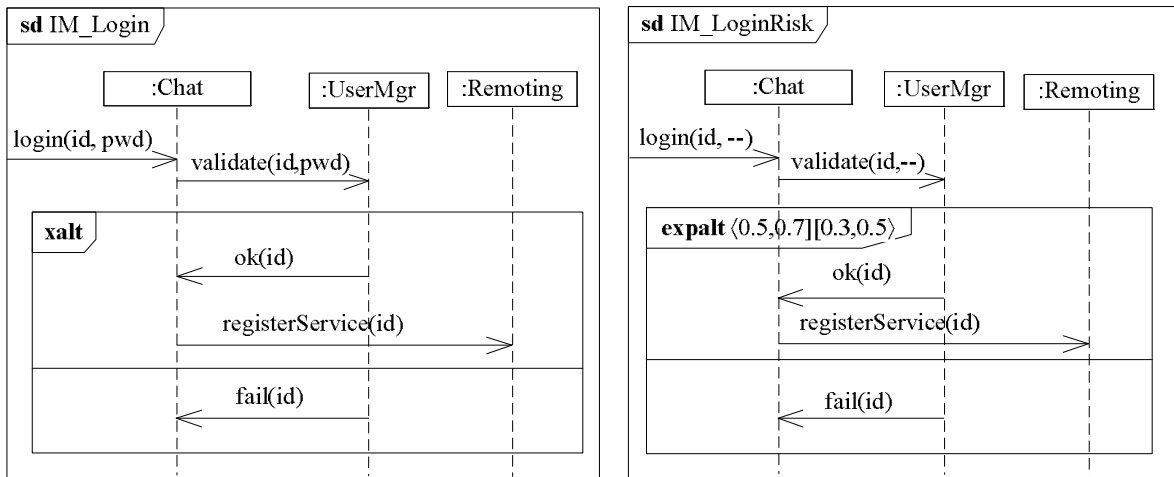 sd IM_Login
:Chat
:UserMgr
:Remoting
login(id, pwd)
validate(id,pwd)
xalt
ok(id)
registerService(id)
fail(id)
sd IM_LoginRisk
:Chat
:UserMgr
:Remoting
login(id, --)
validate(id,--)
expalt ⟨0.5,0.7][0.3,0.5⟩
ok(id)
registerService(id)
fail(id)